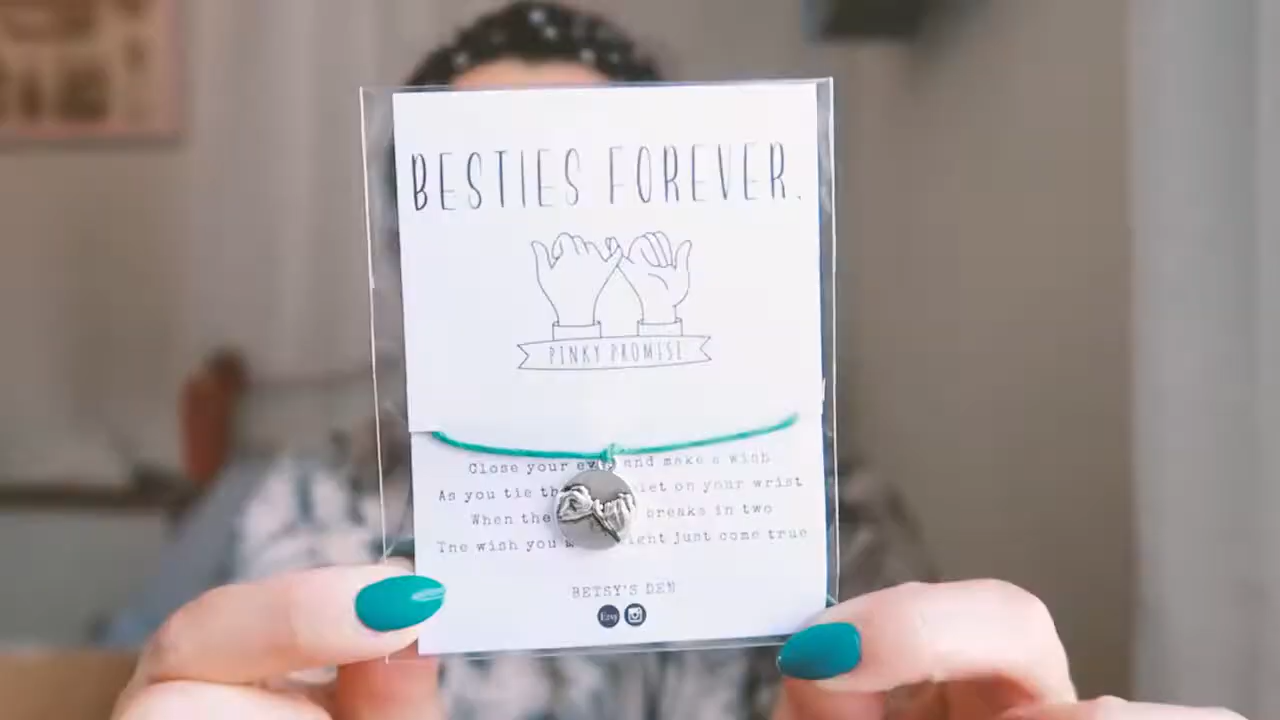 BESTIES FOREVER.
PINKY PROMISE
Close your and make a wish
As you tie on your wrist
When the breaks in two
The wish you just come true
BETSY'S DEN
Etsy